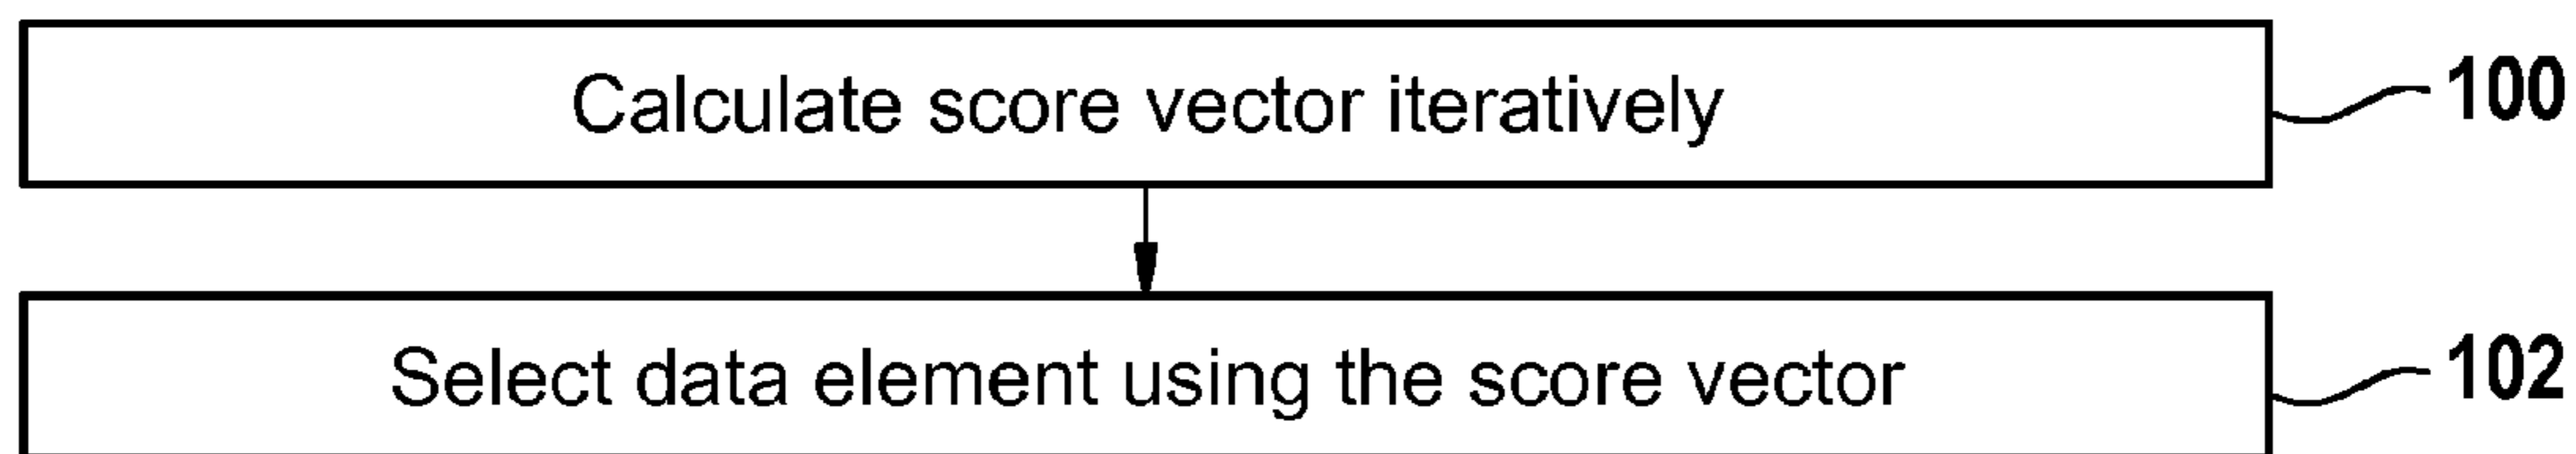 Calculate score vector iteratively 100
Select data element using the score vector 102